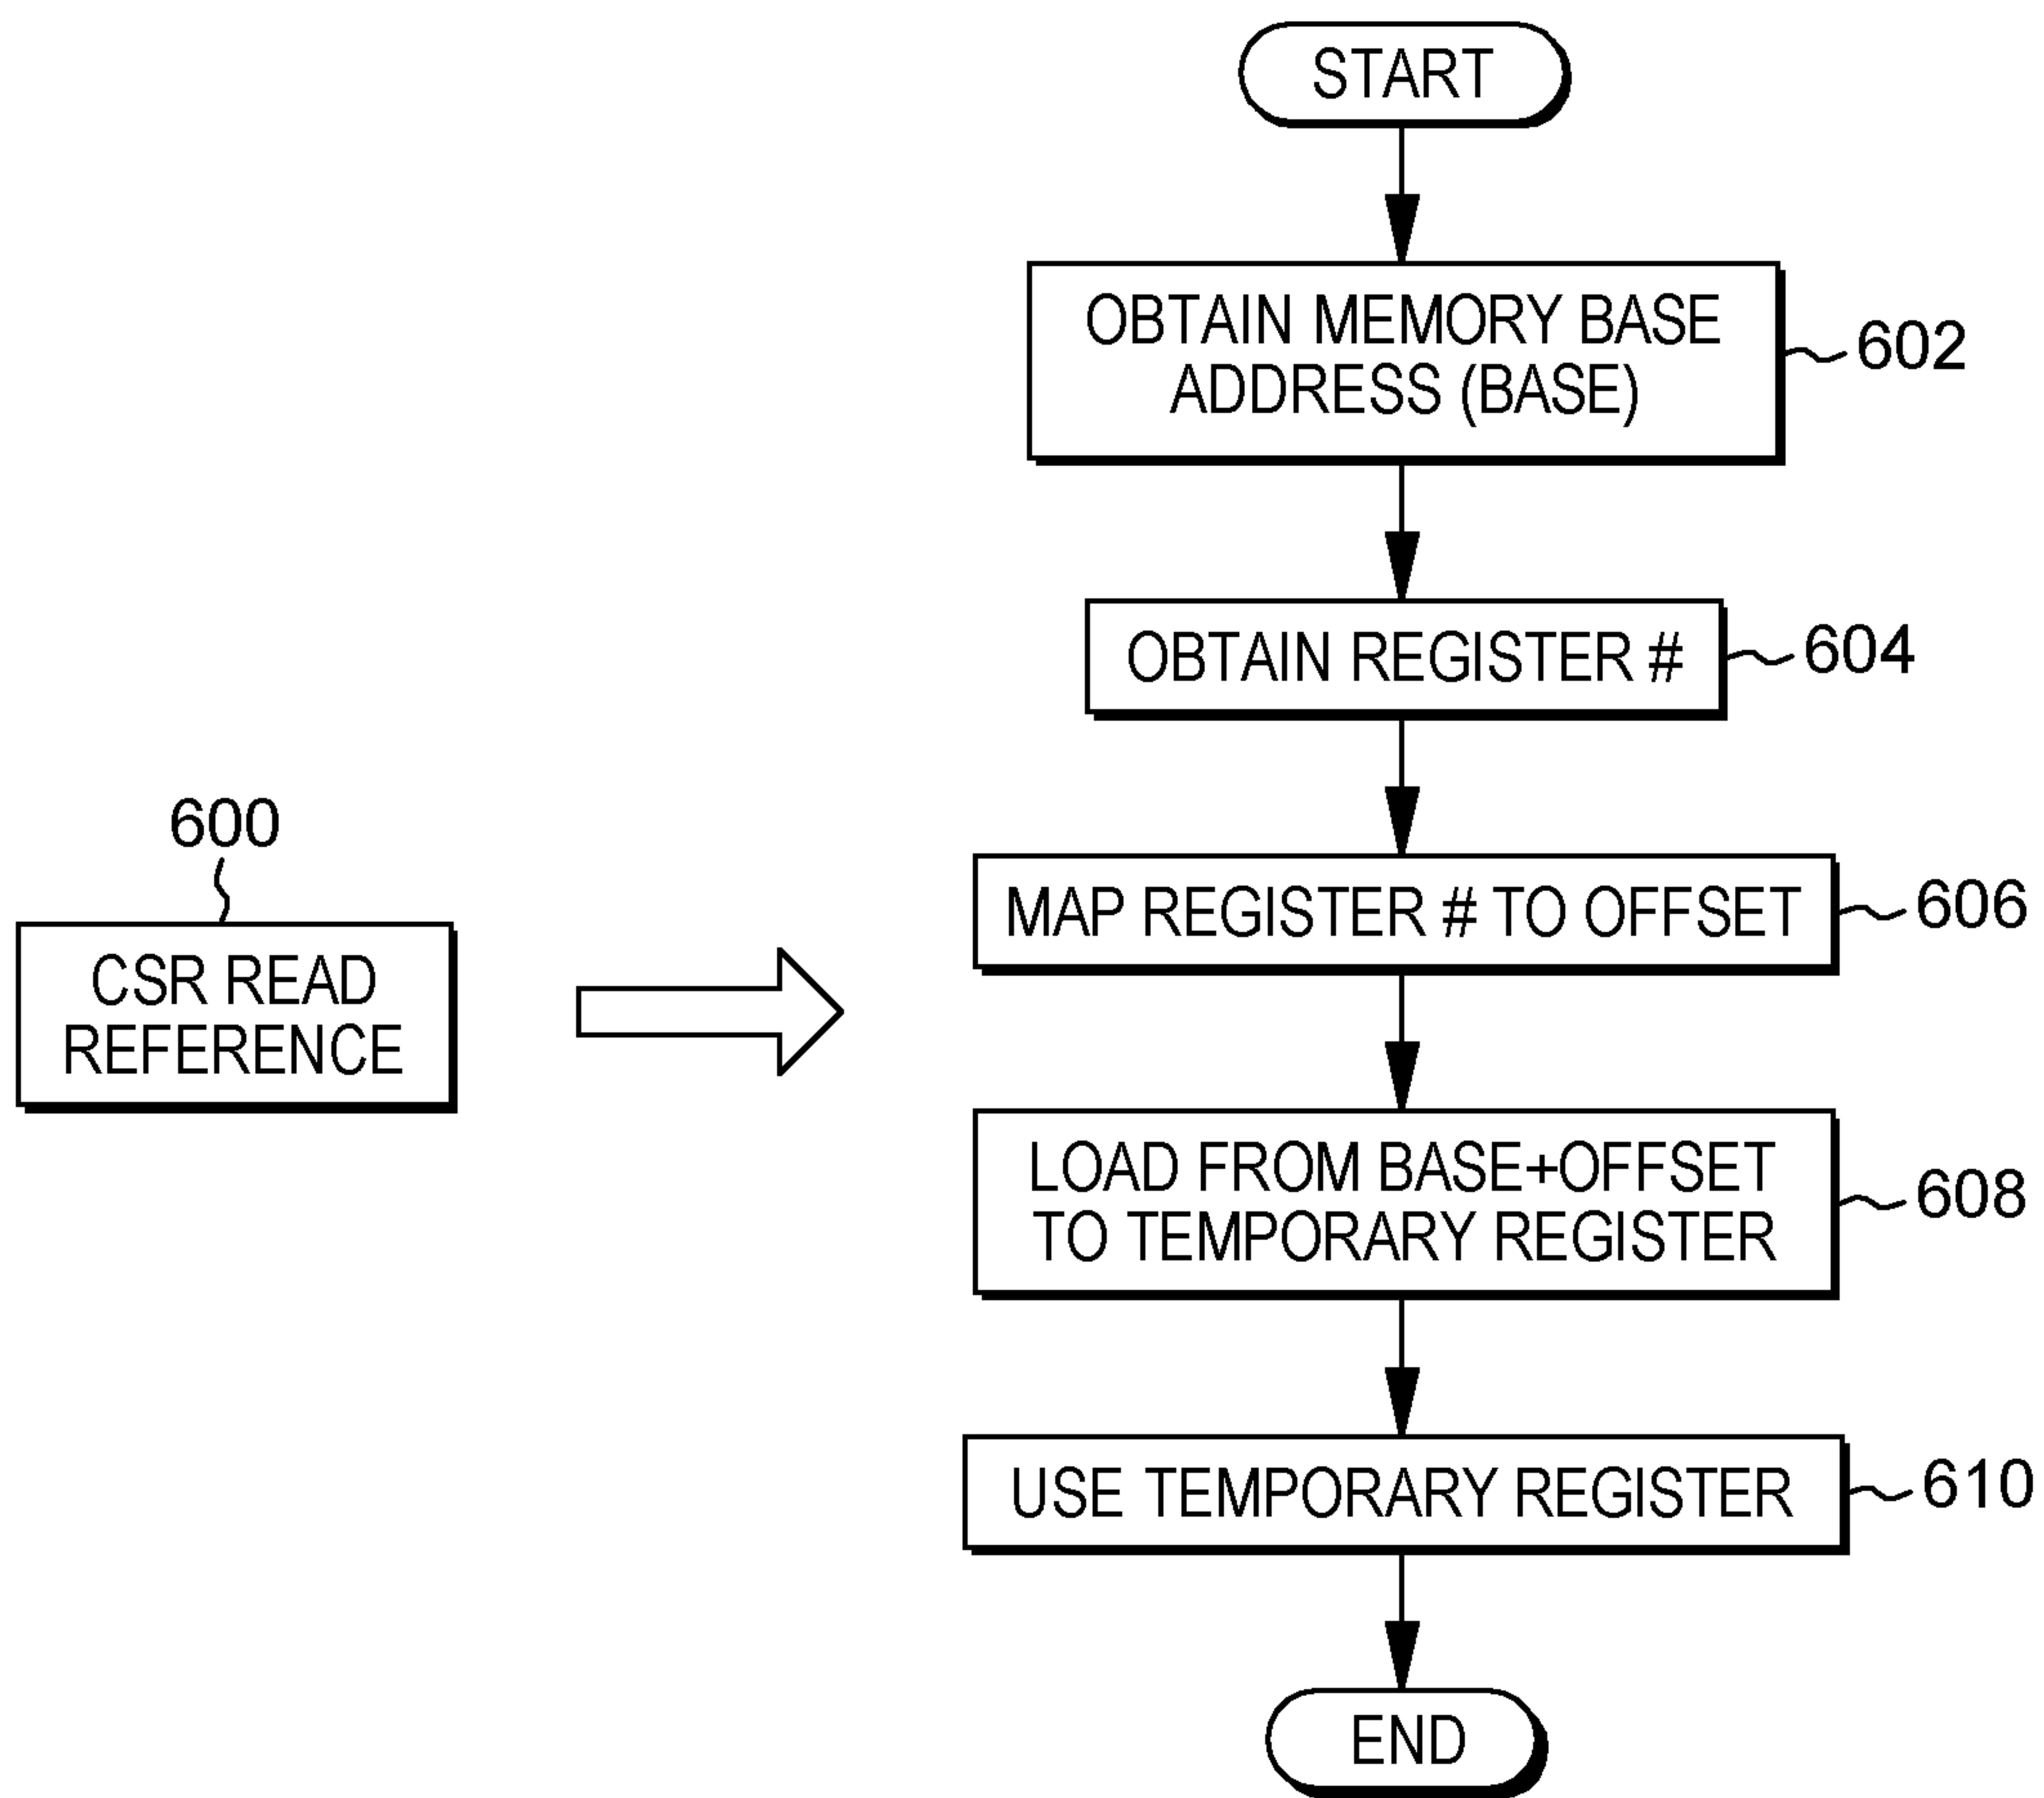 START
OBTAIN MEMORY BASE
ADDRESS (BASE)
602
OBTAIN REGISTER #
604
MAP REGISTER # TO OFFSET
606
600
CSR READ
REFERENCE
LOAD FROM BASE+OFFSET
TO TEMPORARY REGISTER
608
USE TEMPORARY REGISTER
610
END